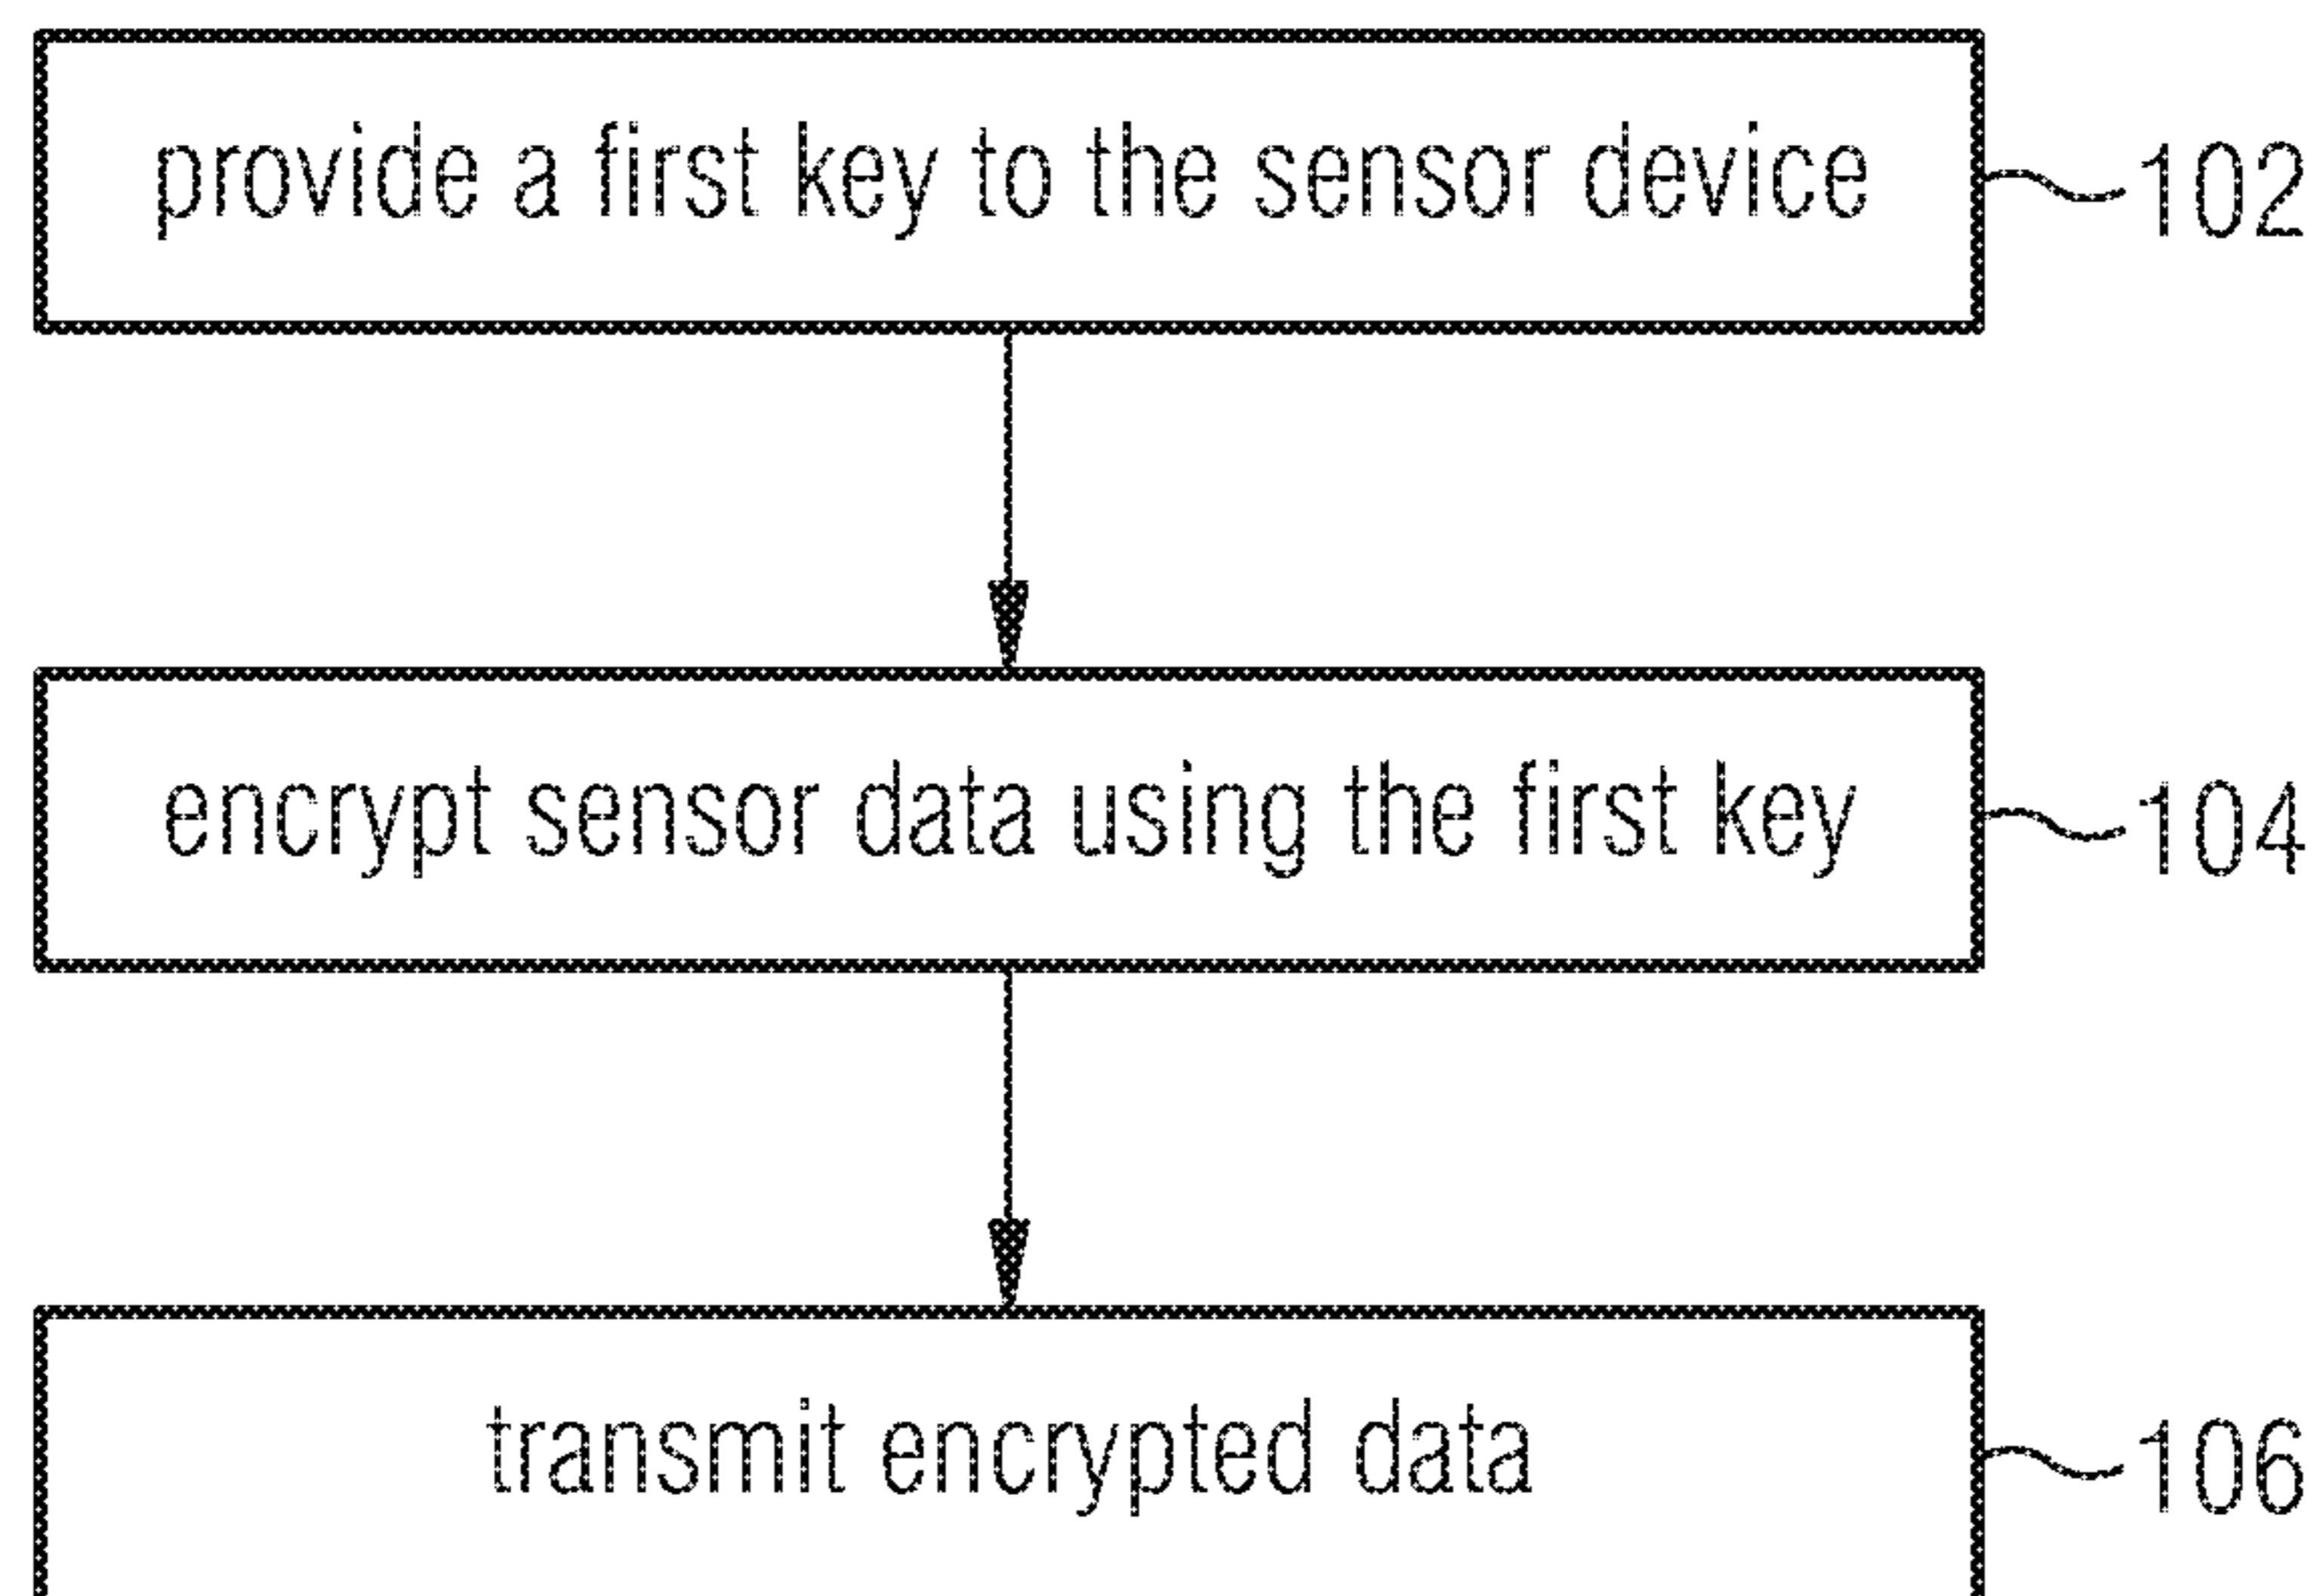 provide a first key to the sensor device 102
encrypt sensor data using the first key 104
transmit encrypted data 106